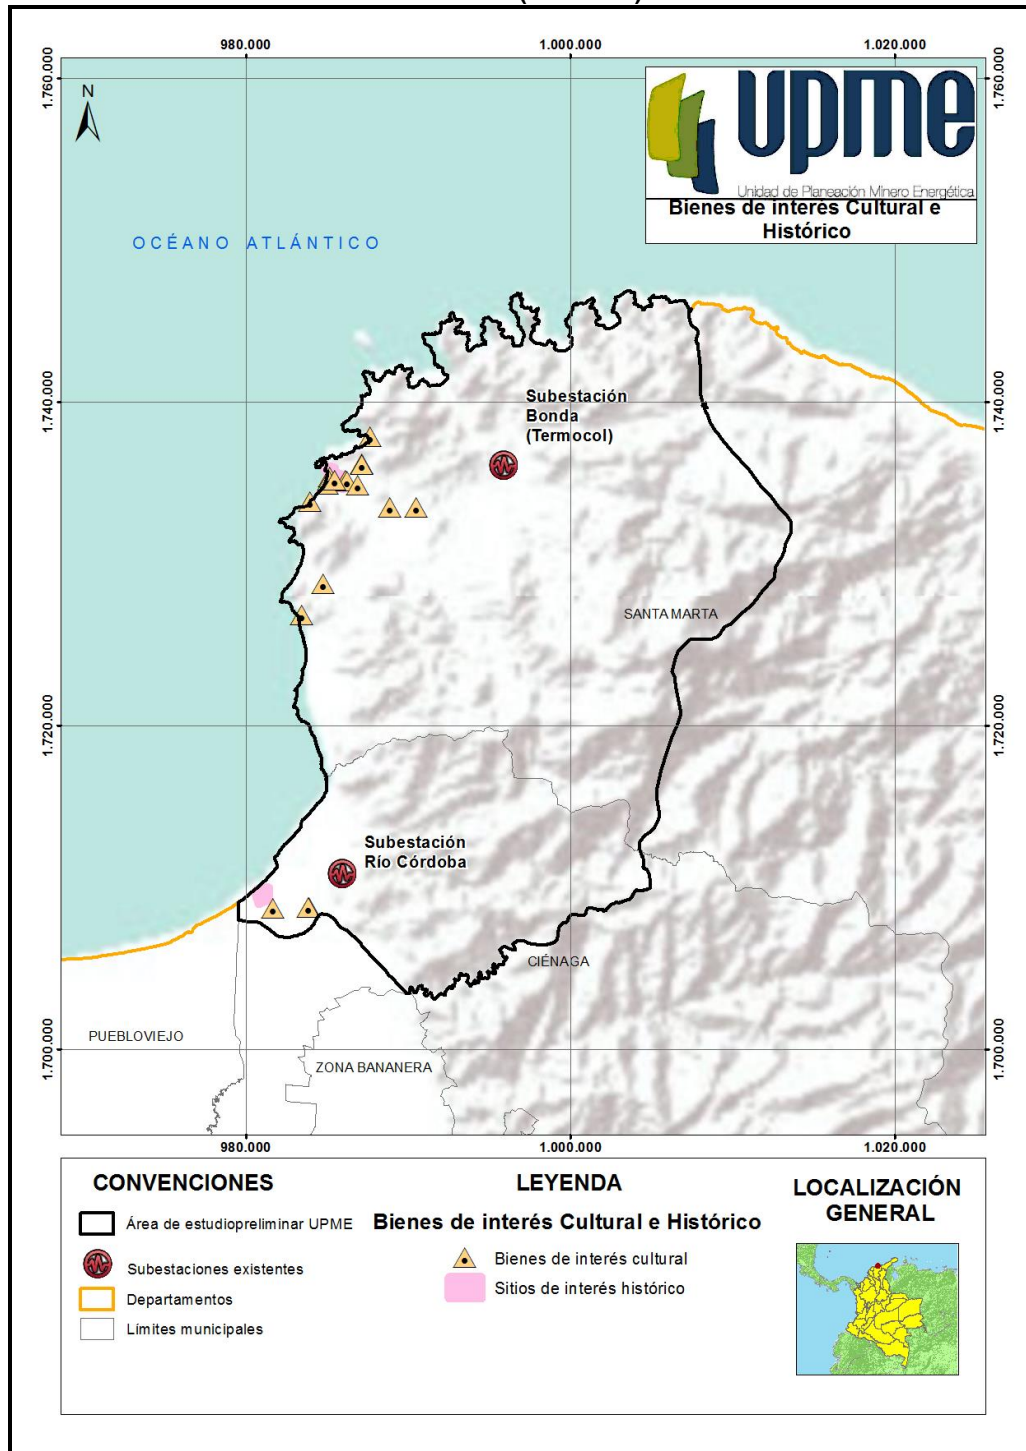 980.000 1.000.000 1.020.000
1.760.000 1.760.000
N
upme
Unidad de Planeación Minero Energética
Bienes de interés Cultural e
Histórico
OCÉANO ATLÁNTICO
1.740.000 1.740.000
Subestación
Bonda
(Termocol)
SANTA MARTA
1.720.000 1.720.000
Subestación
Río Córdoba
CIÉNAGA
PUEBLOVIEJO
1.700.000 1.700.000
ZONA BANANERA
980.000 1.000.000 1.020.000
CONVENCIONES
Área de estudiopreliminar UPME
Subestaciones existentes
Departamentos
Límites municipales
LEYENDA
Bienes de interés Cultural e Histórico
Bienes de interés cultural
Sitios de interés histórico
LOCALIZACIÓN
GENERAL